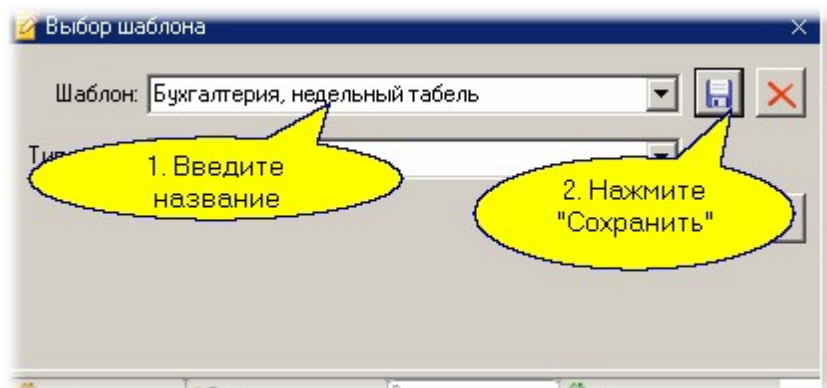 Выбор шаблона
Шаблон: Бухгалтерия, недельный табель
1. Введите
название
2. Нажмите
"Сохранить"